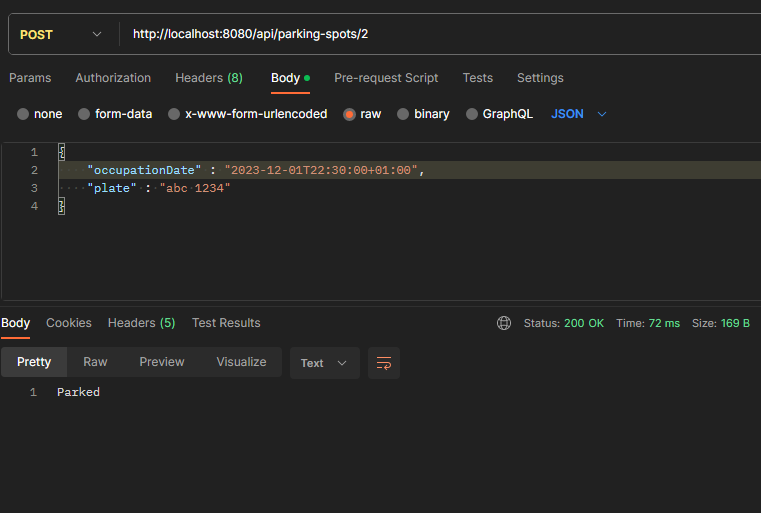 POST http://localhost:8080/api/parking-spots/2
Params Authorization Headers (8) Body Pre-request Script Tests Settings
none form-data x-www-form-urlencoded raw binary GraphQL JSON
1 {
2 "occupationDate" : "2023-12-01T22:30:00+01:00",
3 "plate" : "abc 1234"
4 }
Body Cookies Headers (5) Test Results Status: 200 OK Time: 72 ms Size: 169 B
Pretty Raw Preview Visualize Text
1 Parked